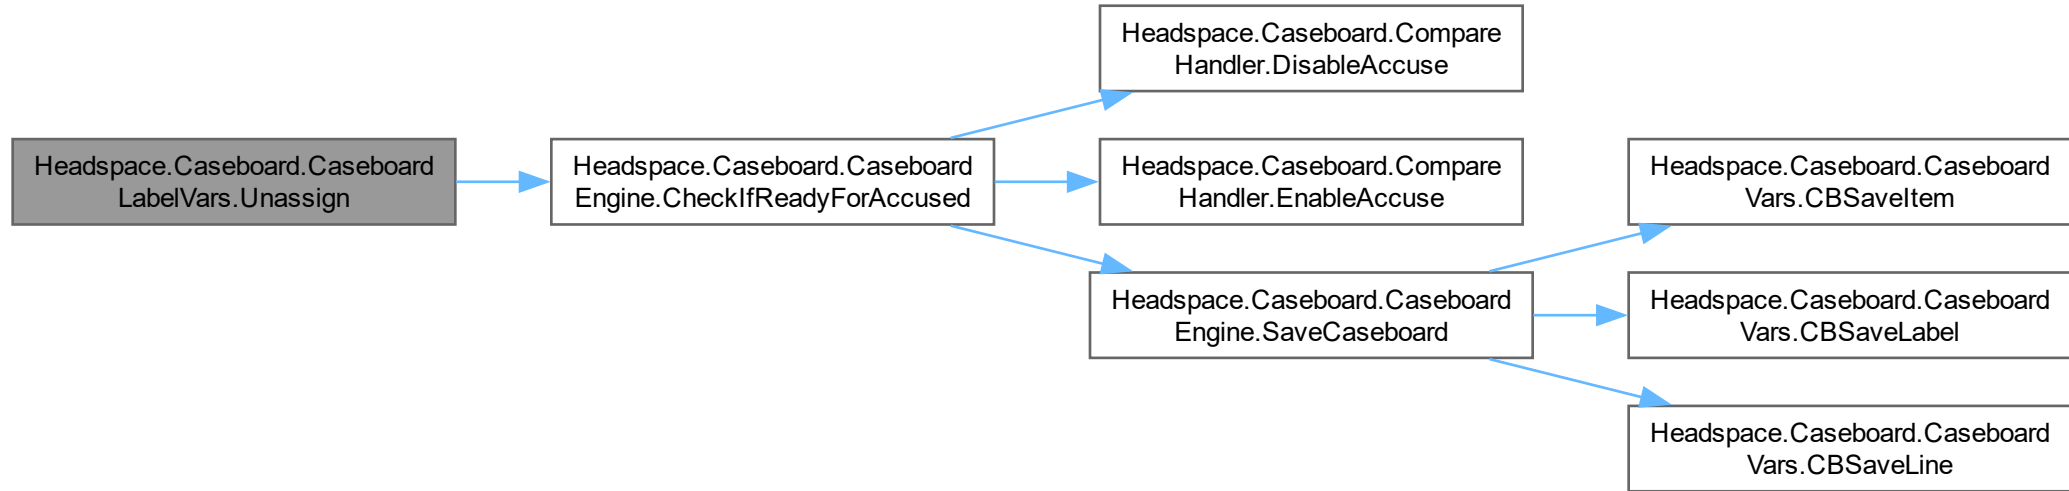 Headspace.Caseboard.Caseboard
LabelVars.Unassign
Headspace.Caseboard.Caseboard
Engine.CheckIfReadyForAccused
Headspace.Caseboard.Compare
Handler.DisableAccuse
Headspace.Caseboard.Compare
Handler.EnableAccuse
Headspace.Caseboard.Caseboard
Engine.SaveCaseboard
Headspace.Caseboard.Caseboard
Vars.CBSaveItem
Headspace.Caseboard.Caseboard
Vars.CBSaveLabel
Headspace.Caseboard.Caseboard
Vars.CBSaveLine